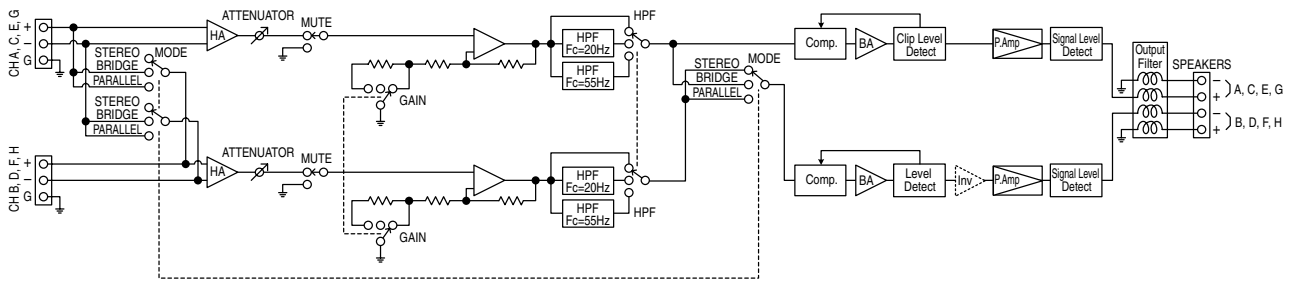 CH A, C, E, G
+
−
G
STEREO
BRIDGE
PARALLEL
MODE
STEREO
BRIDGE
PARALLEL
HA
ATTENUATOR
MUTE
GAIN
HPF
HPF
Fc=20Hz
HPF
Fc=55Hz
STEREO
BRIDGE
PARALLEL
MODE
Comp.
BA
Clip Level
Detect
P.Amp
Signal Level
Detect
Output
Filter
SPEAKERS
−
+
A, C, E, G
−
+
B, D, F, H
CH B, D, F, H
+
−
G
HA
ATTENUATOR
MUTE
GAIN
HPF
Fc=20Hz
HPF
Fc=55Hz
HPF
Comp.
BA
Level
Detect
Inv
P.Amp
Signal Level
Detect